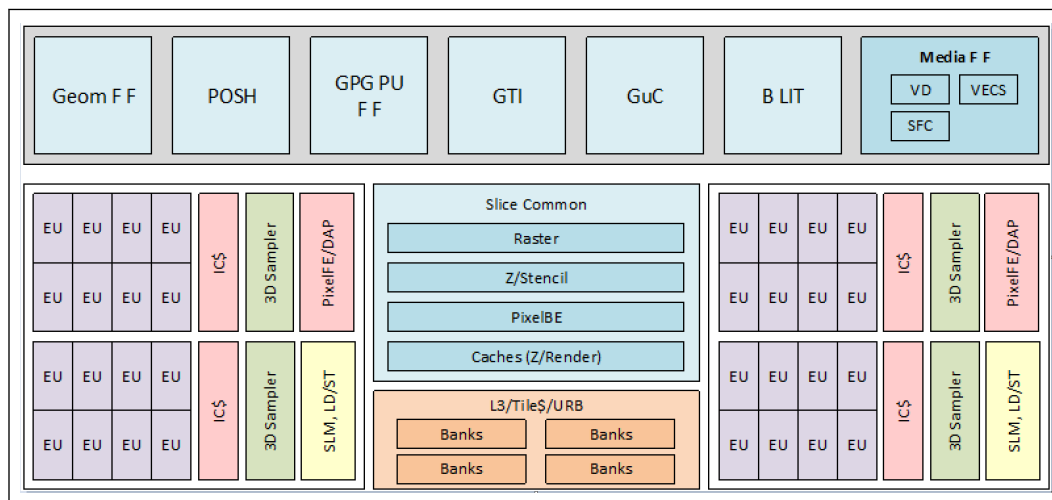 Geom F F
POSH
GPG PU
F F
GTI
GuC
B LIT
Media F F
VD
VECS
SFC
EU EU EU EU
IC$
3D Sampler
PixelFE/DAP
EU EU EU EU
EU EU EU EU
IC$
3D Sampler
SLM, LD/ST
EU EU EU EU
Slice Common
Raster
Z/Stencil
PixelBE
Caches (Z/Render)
L3/Tile$/URB
Banks Banks
Banks Banks
EU EU EU EU
IC$
3D Sampler
PixelFE/DAP
EU EU EU EU
EU EU EU EU
IC$
3D Sampler
SLM, LD/ST
EU EU EU EU